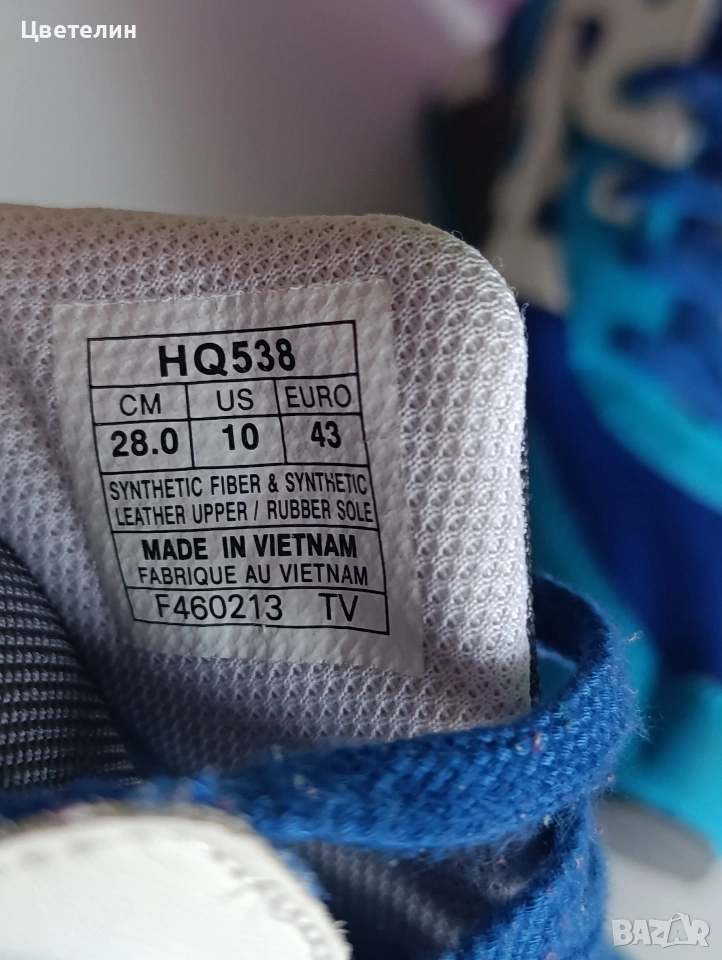 Цветелин
HQ538
CM US EURO
28.0 10 43
SYNTHETIC FIBER & SYNTHETIC
LEATHER UPPER / RUBBER SOLE
MADE IN VIETNAM
FABRIQUE AU VIETNAM
F460213 TV
BAZAR